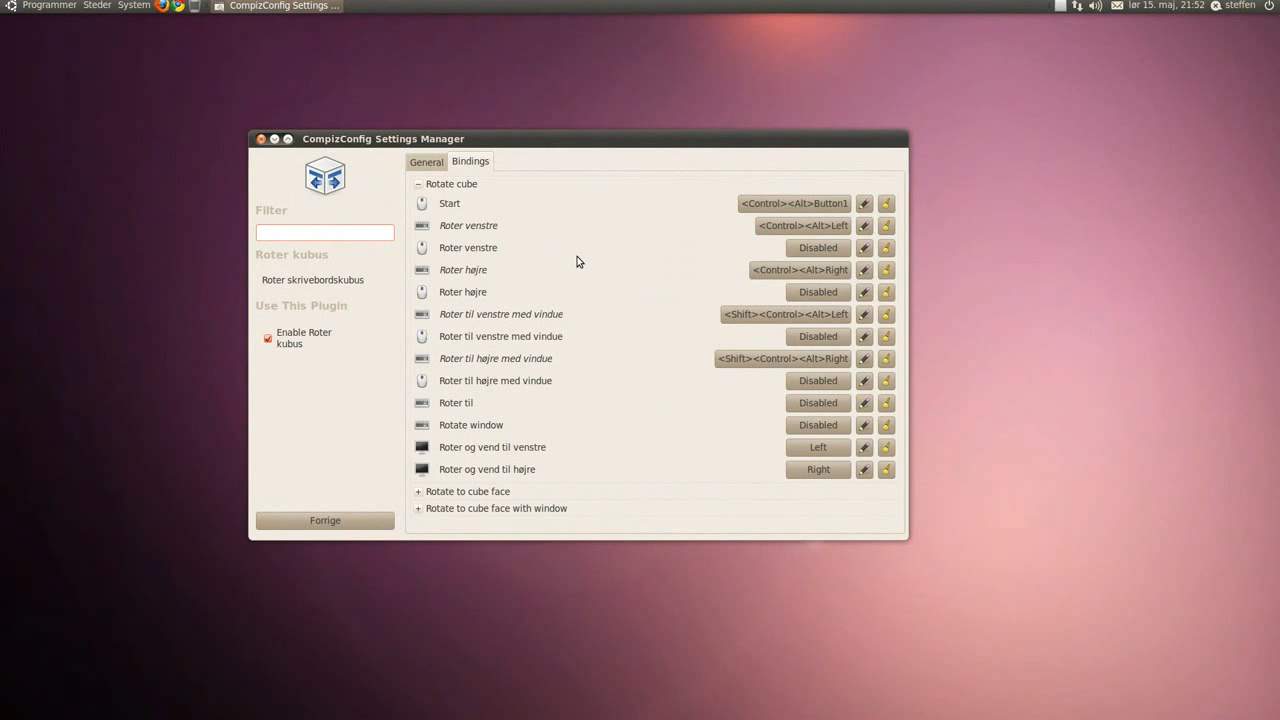 Programmer Steder System CompizConfig Settings ... lør 15. maj, 21:52 steffen
CompizConfig Settings Manager
General Bindings
Filter
Roter kubus
Roter skrivebordskubus
Use This Plugin
Enable Roter
kubus
Forrige
Rotate cube
Start <Control><Alt>Button1
Roter venstre <Control><Alt>Left
Roter venstre Disabled
Roter højre <Control><Alt>Right
Roter højre Disabled
Roter til venstre med vindue <Shift><Control><Alt>Left
Roter til venstre med vindue Disabled
Roter til højre med vindue <Shift><Control><Alt>Right
Roter til højre med vindue Disabled
Roter til Disabled
Rotate window Disabled
Roter og vend til venstre Left
Roter og vend til højre Right
Rotate to cube face
Rotate to cube face with window